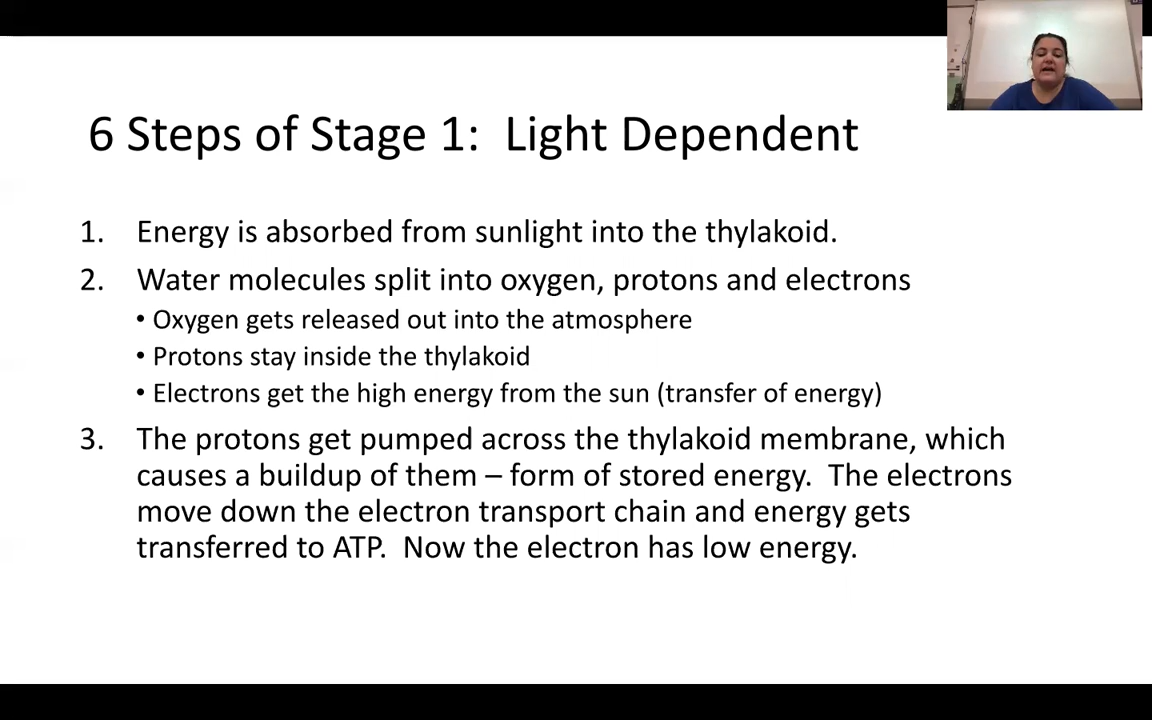 6 Steps of Stage 1:  Light Dependent
1. Energy is absorbed from sunlight into the thylakoid.
2. Water molecules split into oxygen, protons and electrons
• Oxygen gets released out into the atmosphere
• Protons stay inside the thylakoid
• Electrons get the high energy from the sun (transfer of energy)
3. The protons get pumped across the thylakoid membrane, which
causes a buildup of them – form of stored energy.  The electrons
move down the electron transport chain and energy gets
transferred to ATP.  Now the electron has low energy.